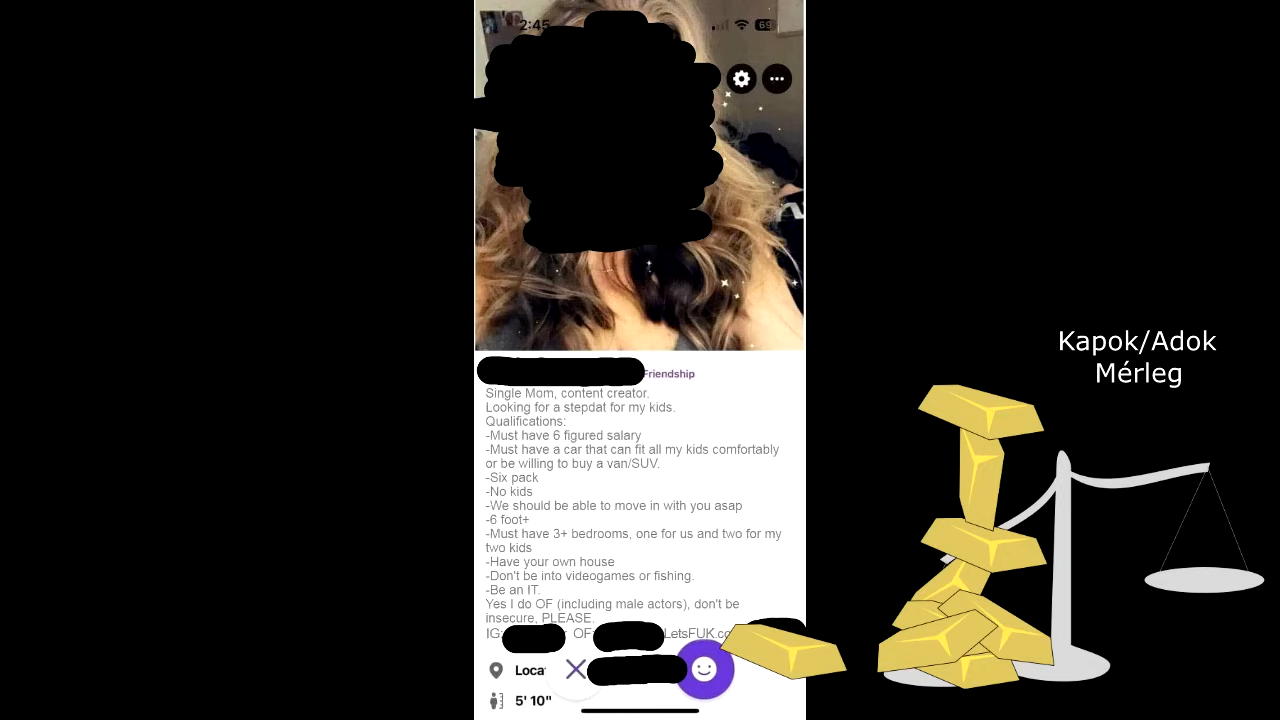 2:45
69
Friendship
Single Mom, content creator.
Looking for a stepdat for my kids.
Qualifications:
-Must have 6 figured salary
-Must have a car that can fit all my kids comfortably
or be willing to buy a van/SUV.
-Six pack
-No kids
-We should be able to move in with you asap
-6 foot+
-Must have 3+ bedrooms, one for us and two for my
two kids
-Have your own house
-Don't be into videogames or fishing.
-Be an IT.
Yes I do OF (including male actors), don't be
insecure, PLEASE.
IG: OF: LetsFUK.co
Loca
5' 10"
Kapok/Adok
Mérleg